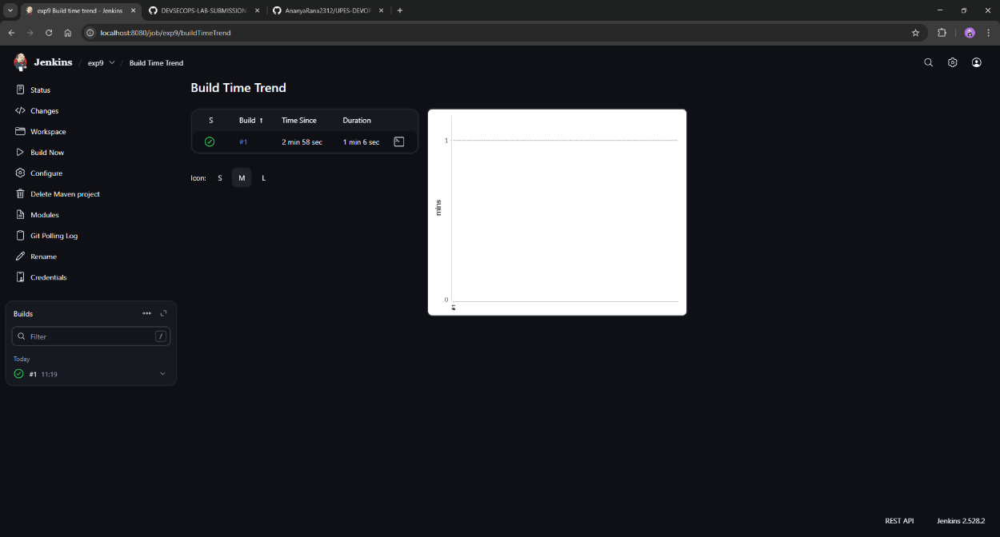 exp9 Build time trend - Jenkins
DEVSECOPS-LAB-SUBMISSION
AnanyaRana2312/UPES-DEVOP
localhost:8080/job/exp9/buildTimeTrend
Jenkins / exp9 / Build Time Trend
Status
Changes
Workspace
Build Now
Configure
Delete Maven project
Modules
Git Polling Log
Rename
Credentials
Builds
Filter /
Today
#1 11:19
Build Time Trend
S Build ↑ Time Since Duration
#1 2 min 58 sec 1 min 6 sec
Icon: S M L
1
mins
0
#1
REST API Jenkins 2.528.2